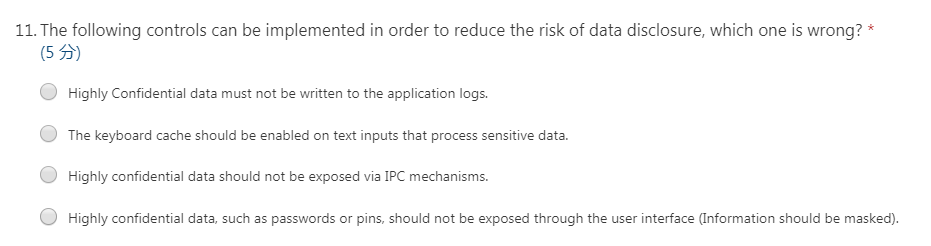 11. The following controls can be implemented in order to reduce the risk of data disclosure, which one is wrong? *
(5 分)
Highly Confidential data must not be written to the application logs.
The keyboard cache should be enabled on text inputs that process sensitive data.
Highly confidential data should not be exposed via IPC mechanisms.
Highly confidential data, such as passwords or pins, should not be exposed through the user interface (Information should be masked).